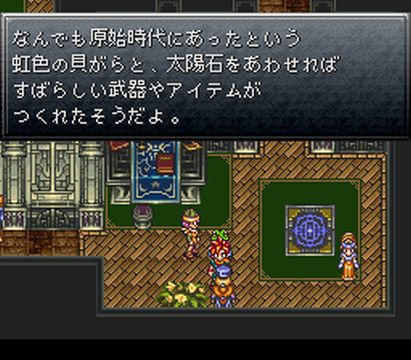 なんでも原始時代にあったという
虹色の貝がらと、太陽石をあわせれば
すばらしい武器やアイテムが
つくれたそうだよ。